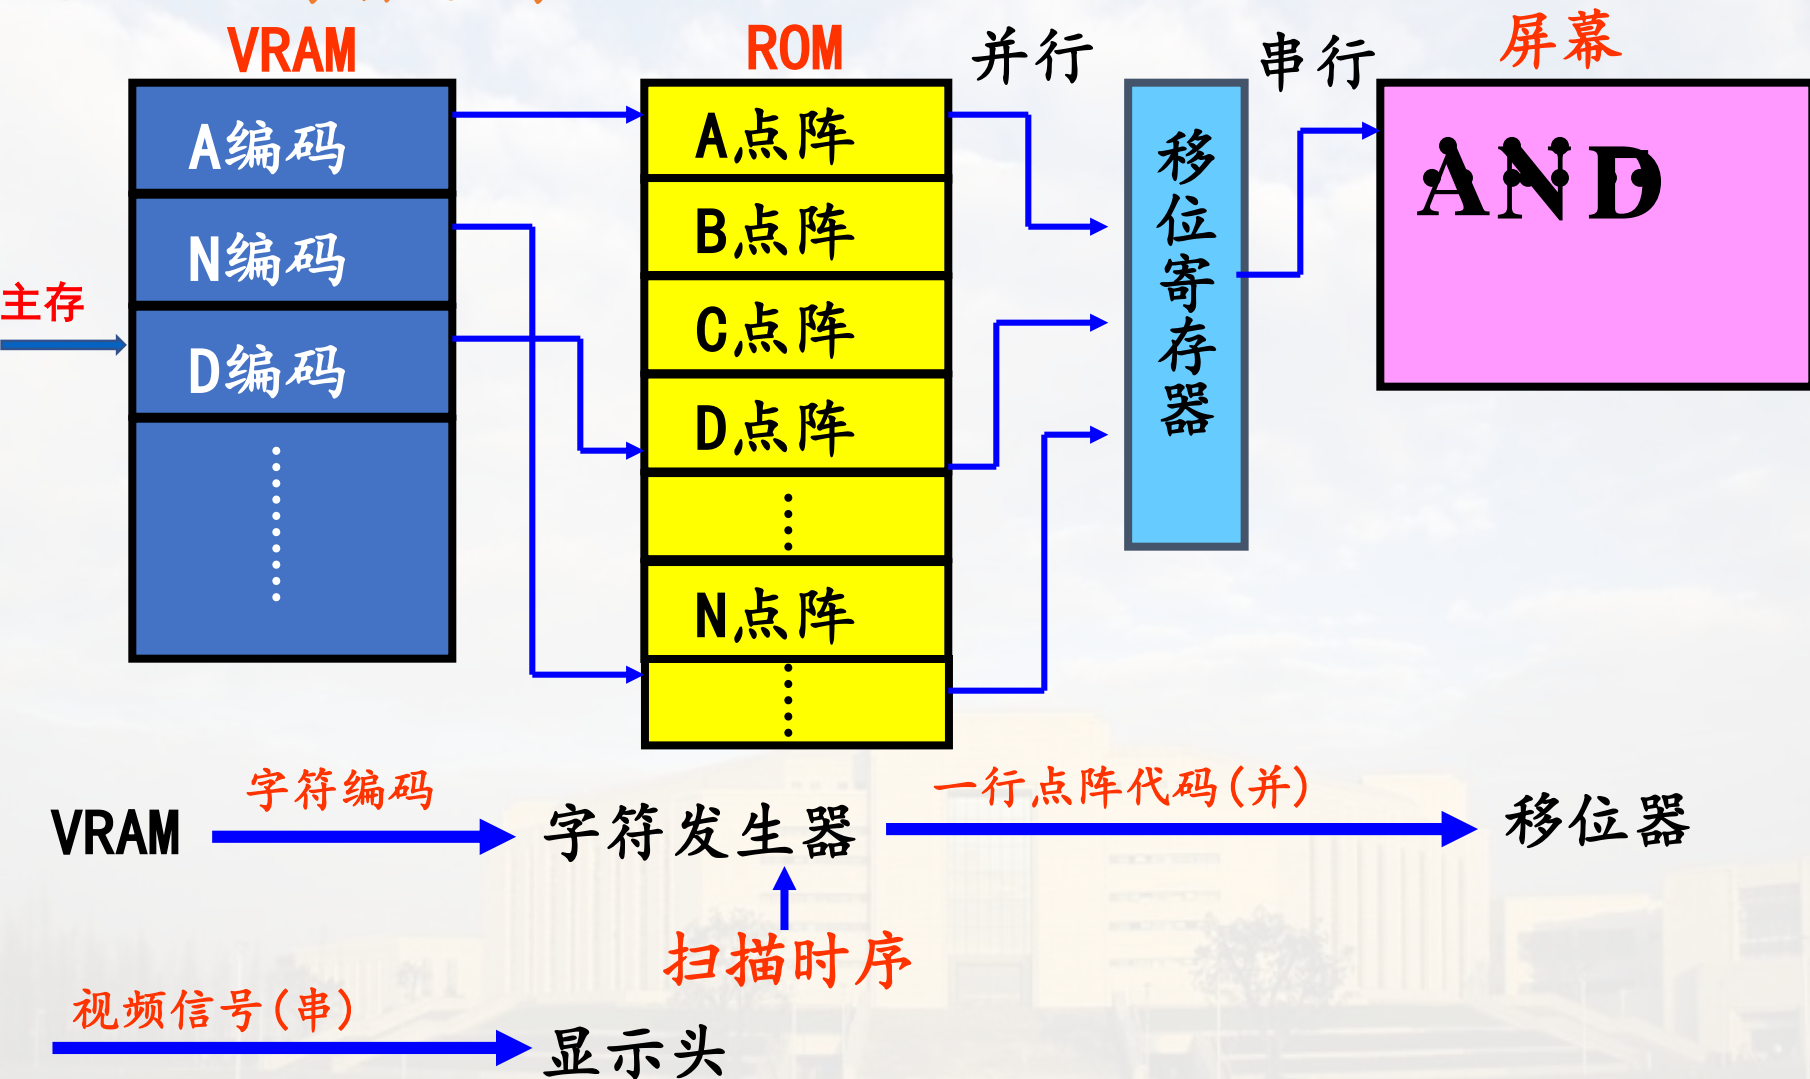 VRAM
ROM
并行
串行
屏幕
主存
A编码
N编码
D编码
A点阵
B点阵
C点阵
D点阵
N点阵
移位寄存器
AND
VRAM
字符编码
字符发生器
一行点阵代码(并)
移位器
扫描时序
视频信号(串)
显示头